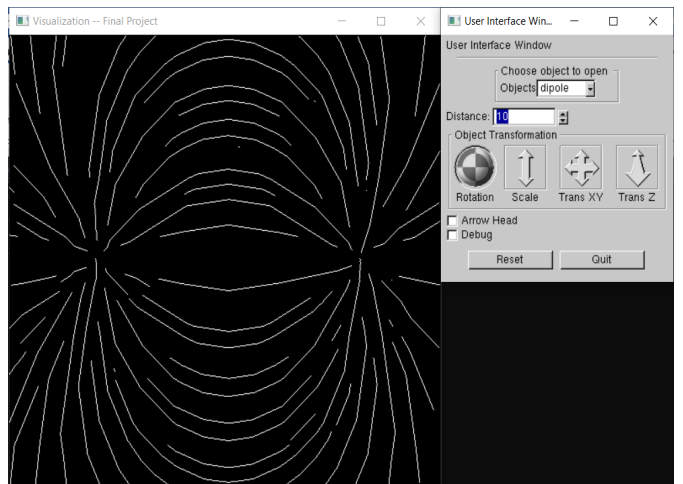 Visualization -- Final Project
User Interface Win...
User Interface Window
Choose object to open
Objects dipole
Distance: 10
Object Transformation
Rotation Scale Trans XY Trans Z
Arrow Head
Debug
Reset Quit